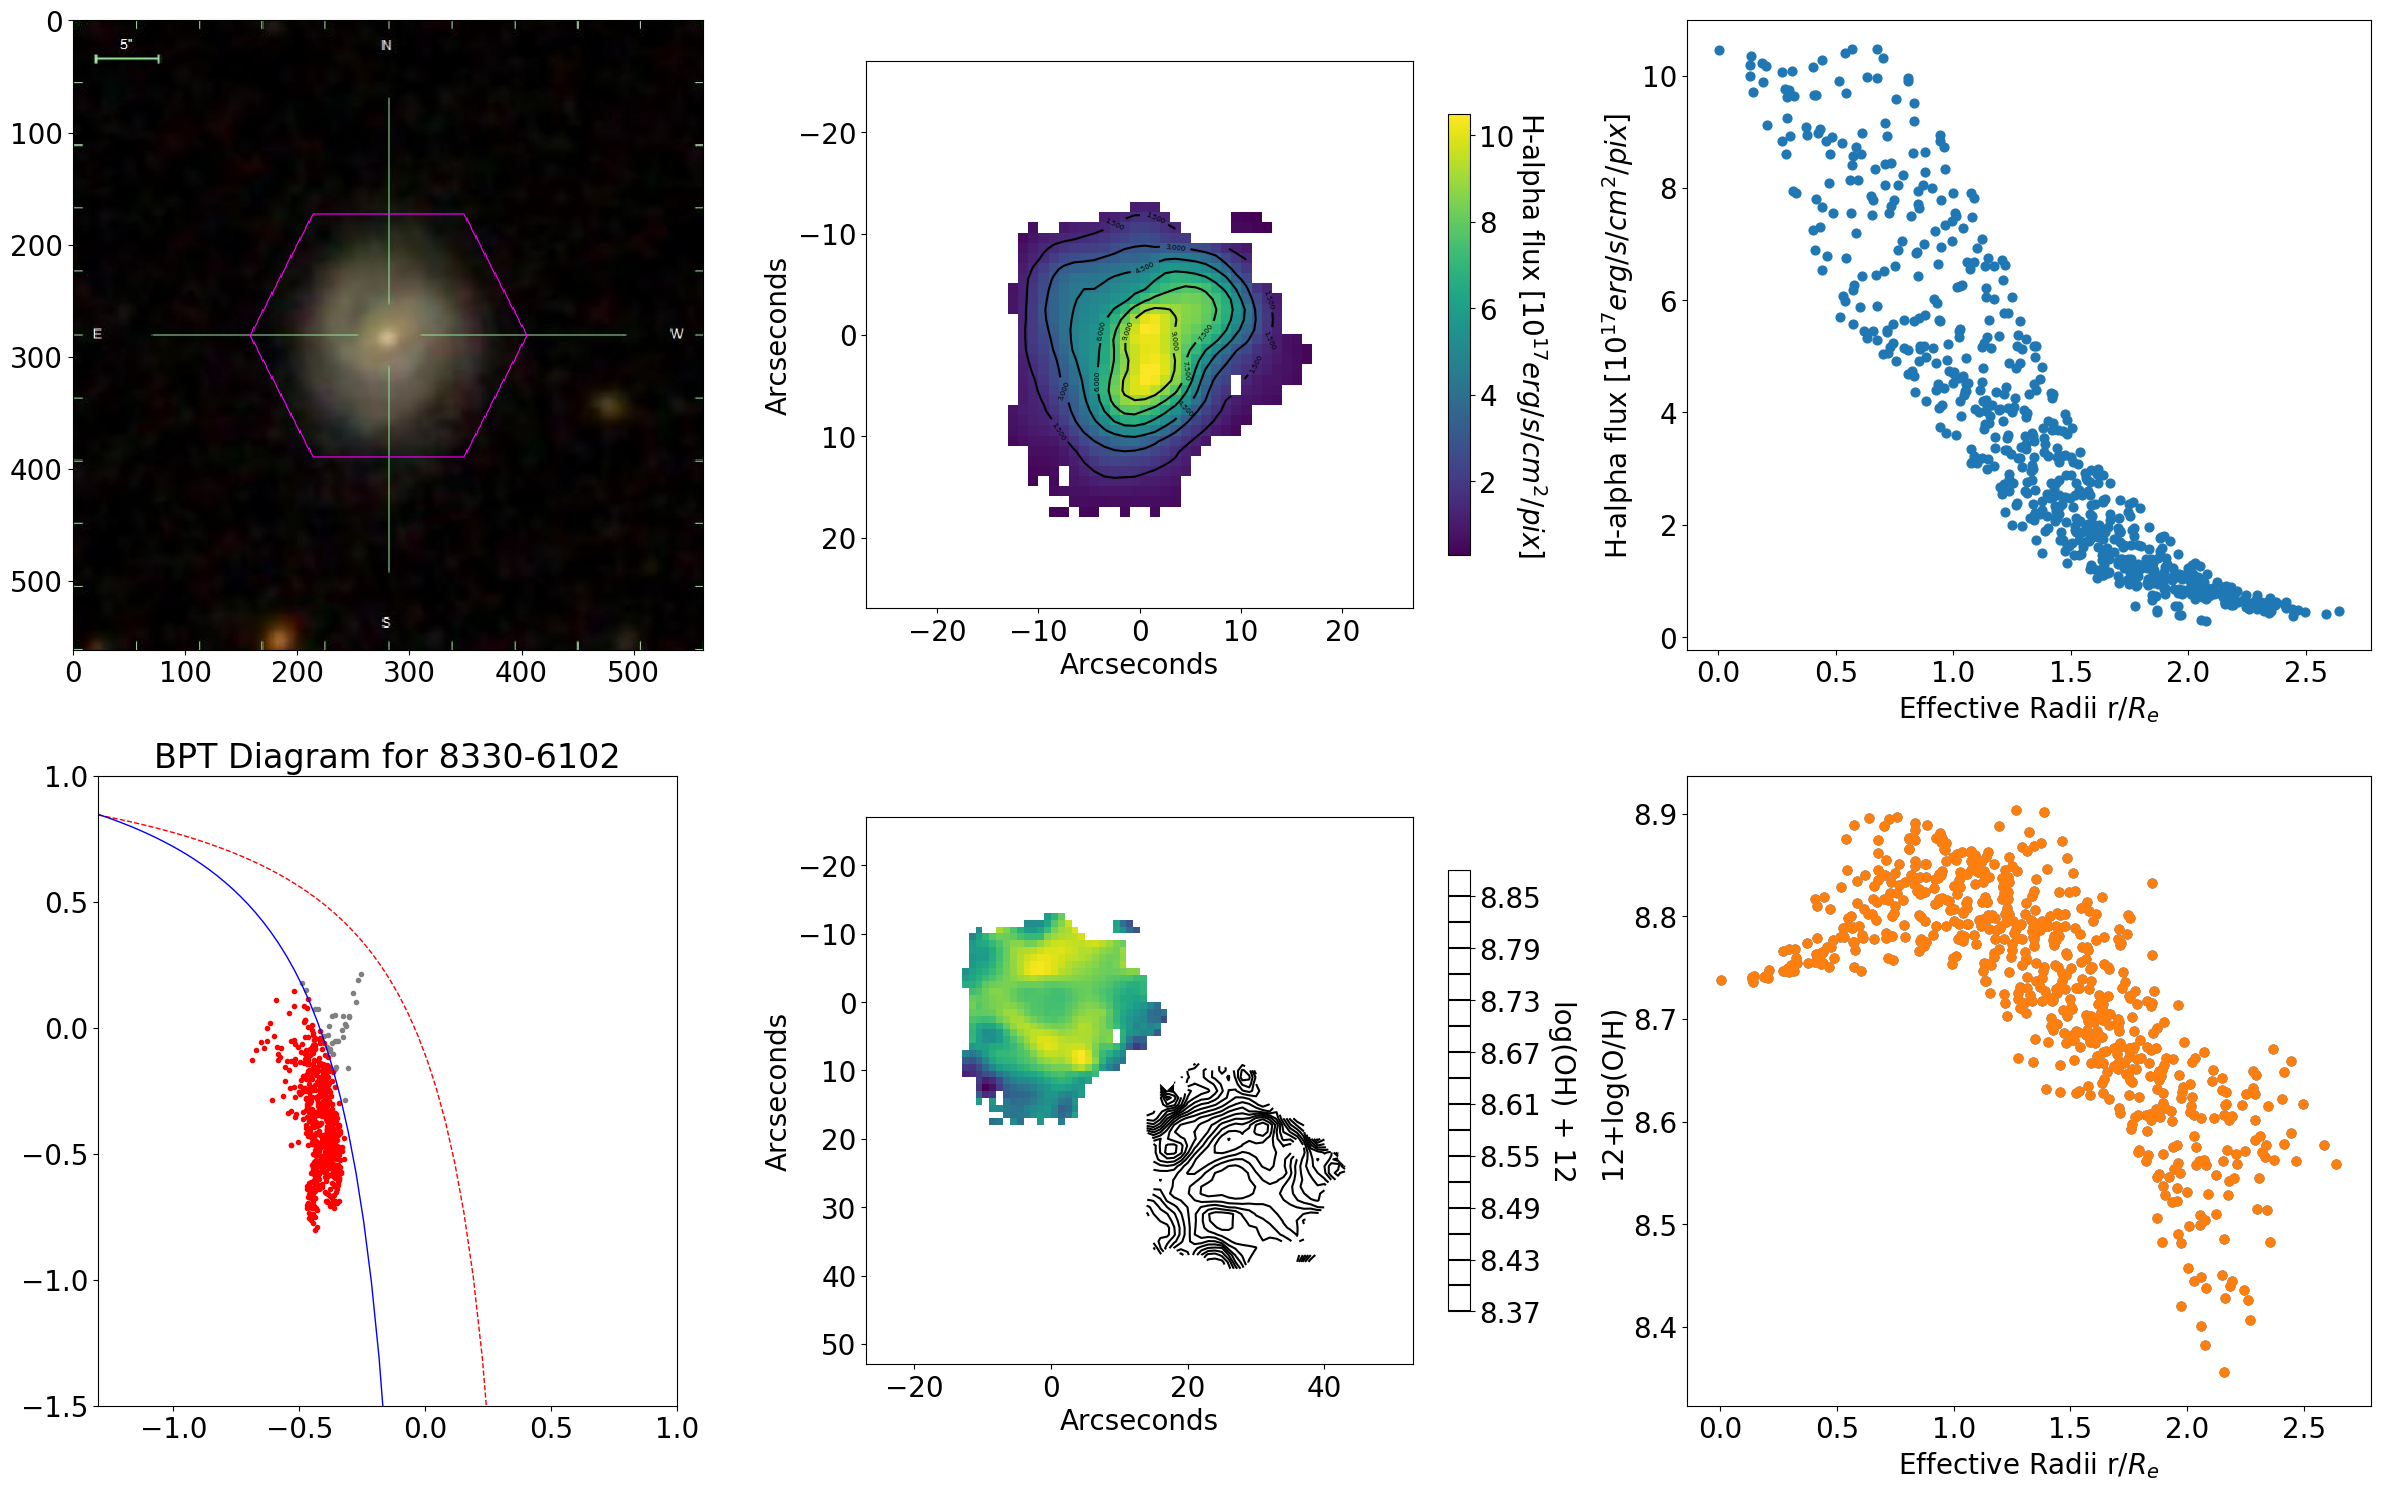 0
100
200
300
400
500
0 100 200 300 400 500
5"
N
E
W
S
Arcseconds
−20
−10
0
10
20
−20 −10 0 10 20
Arcseconds
10
8
6
4
2
H-alpha flux [10^17 erg/s/cm^2/pix]
H-alpha flux [10^17 erg/s/cm^2/pix]
10
8
6
4
2
0
0.0 0.5 1.0 1.5 2.0 2.5
Effective Radii r/R_e
BPT Diagram for 8330-6102
1.0
0.5
0.0
−0.5
−1.0
−1.5
−1.0 −0.5 0.0 0.5 1.0
Arcseconds
−20
−10
0
10
20
30
40
50
−20 0 20 40
Arcseconds
8.85
8.79
8.73
8.67
8.61
8.55
8.49
8.43
8.37
log(OH) + 12
12+log(O/H)
8.9
8.8
8.7
8.6
8.5
8.4
0.0 0.5 1.0 1.5 2.0 2.5
Effective Radii r/R_e